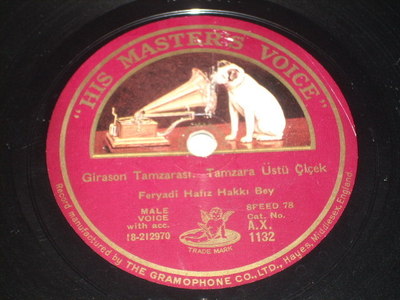 "HIS MASTER'S VOICE"
Girason Tamzarası. Tamzara Üstü Çiçek
Feryadi Hafız Hakkı Bey
MALE
VOICE
with acc.
18-212970
SPEED 78
Cat. No.
A.X.
1132
TRADE MARK
Record manufactured by THE GRAMOPHONE CO., LTD., Hayes, Middlesex, England.